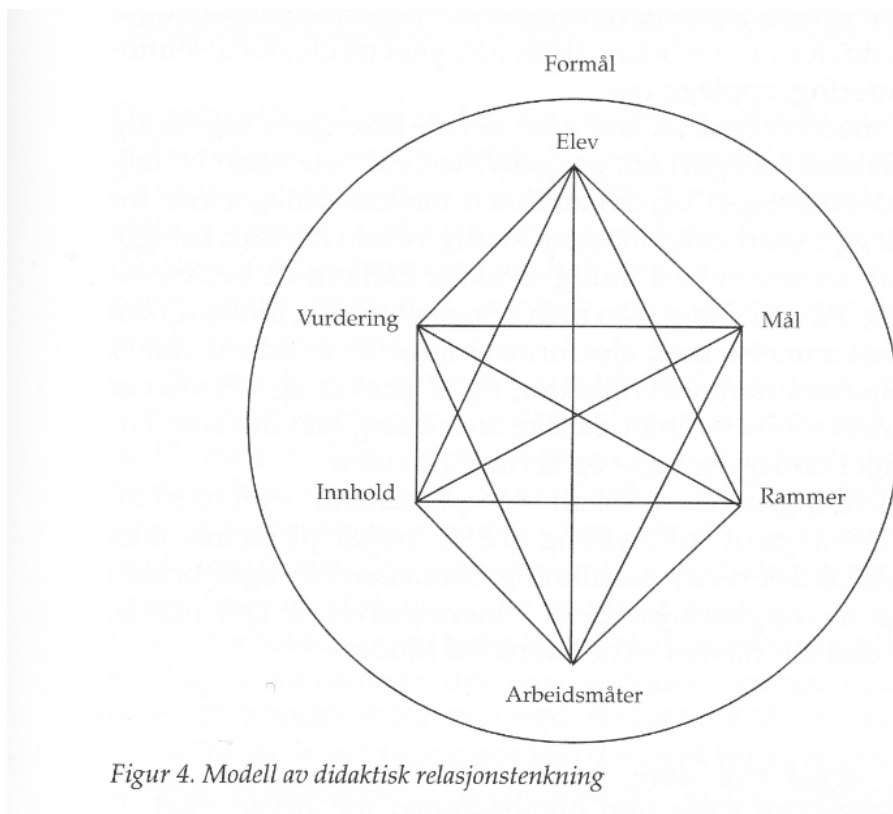 Formål
Elev
Vurdering Mål
Innhold Rammer
Arbeidsmåter
Figur 4. Modell av didaktisk relasjonstenkning